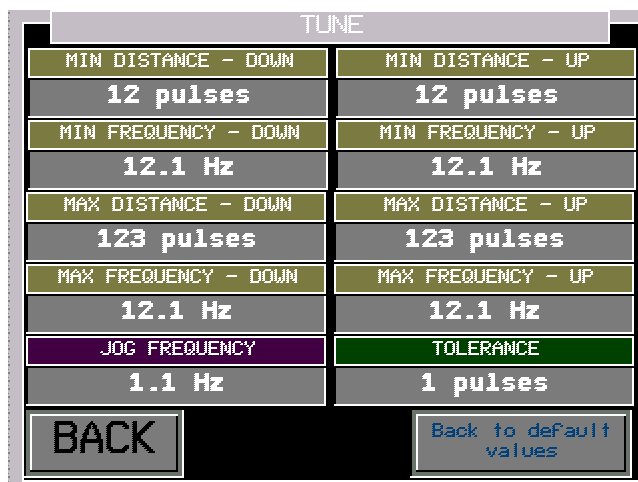 TUNE
MIN DISTANCE - DOWN
MIN DISTANCE - UP
12 pulses
12 pulses
MIN FREQUENCY - DOWN
MIN FREQUENCY - UP
12.1 Hz
12.1 Hz
MAX DISTANCE - DOWN
MAX DISTANCE - UP
123 pulses
123 pulses
MAX FREQUENCY - DOWN
MAX FREQUENCY - UP
12.1 Hz
12.1 Hz
JOG FREQUENCY
TOLERANCE
1.1 Hz
1 pulses
BACK
Back to default
values